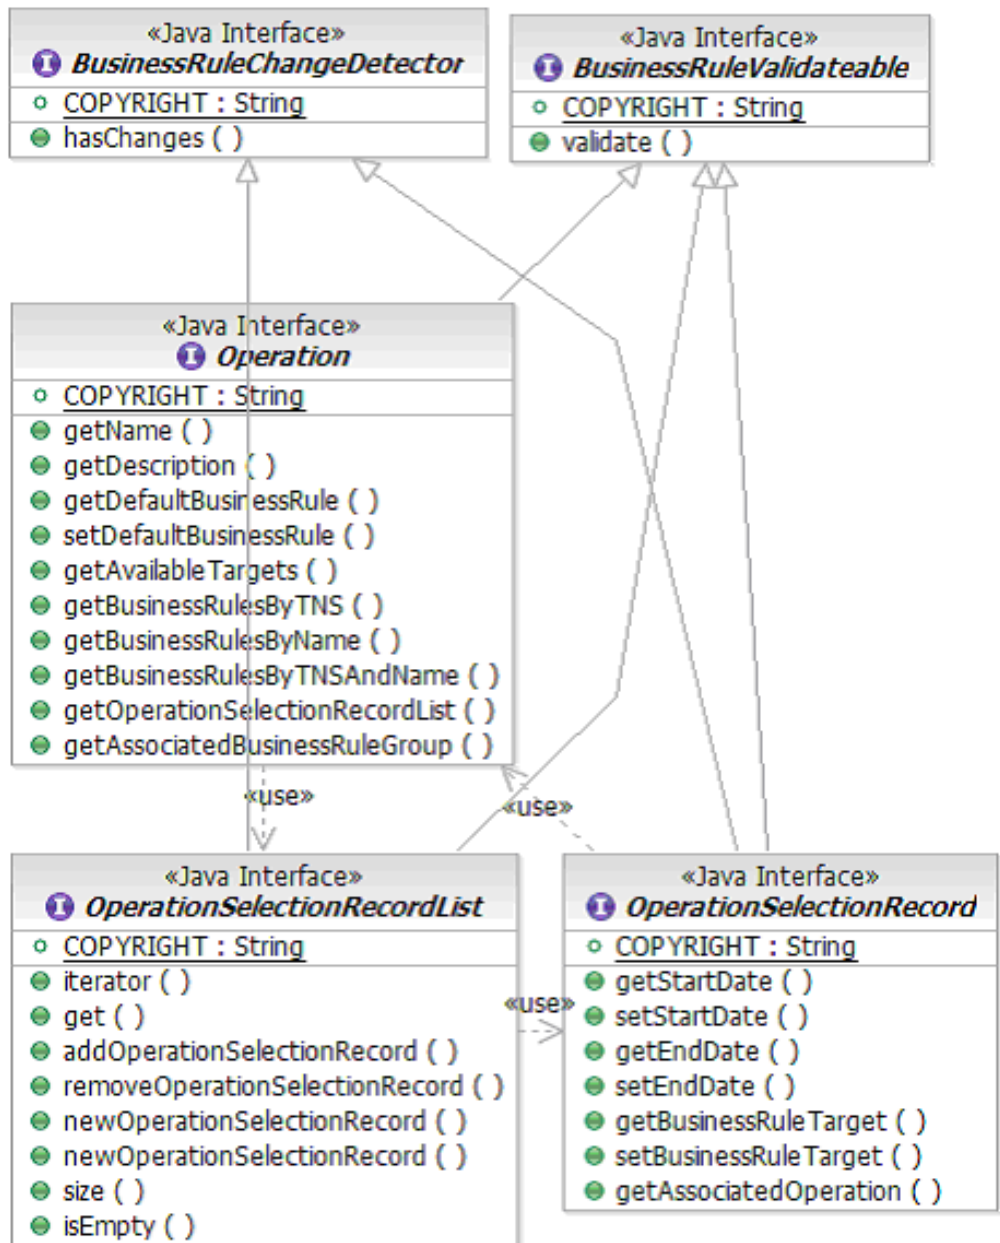 «Java Interface»
BusinessRuleChangeDetector
COPYRIGHT : String
hasChanges ( )
«Java Interface»
BusinessRuleValidateable
COPYRIGHT : String
validate ( )
«Java Interface»
Operation
COPYRIGHT : String
getName ( )
getDescription ( )
getDefaultBusinessRule ( )
setDefaultBusinessRule ( )
getAvailableTargets ( )
getBusinessRulesByTNS ( )
getBusinessRulesByName ( )
getBusinessRulesByTNSAndName ( )
getOperationSelectionRecordList ( )
getAssociatedBusinessRuleGroup ( )
«use»
«use»
«Java Interface»
OperationSelectionRecordList
COPYRIGHT : String
iterator ( )
get ( )
addOperationSelectionRecord ( )
removeOperationSelectionRecord ( )
newOperationSelectionRecord ( )
newOperationSelectionRecord ( )
size ( )
isEmpty ( )
«use»
«Java Interface»
OperationSelectionRecord
COPYRIGHT : String
getStartDate ( )
setStartDate ( )
getEndDate ( )
setEndDate ( )
getBusinessRuleTarget ( )
setBusinessRuleTarget ( )
getAssociatedOperation ( )